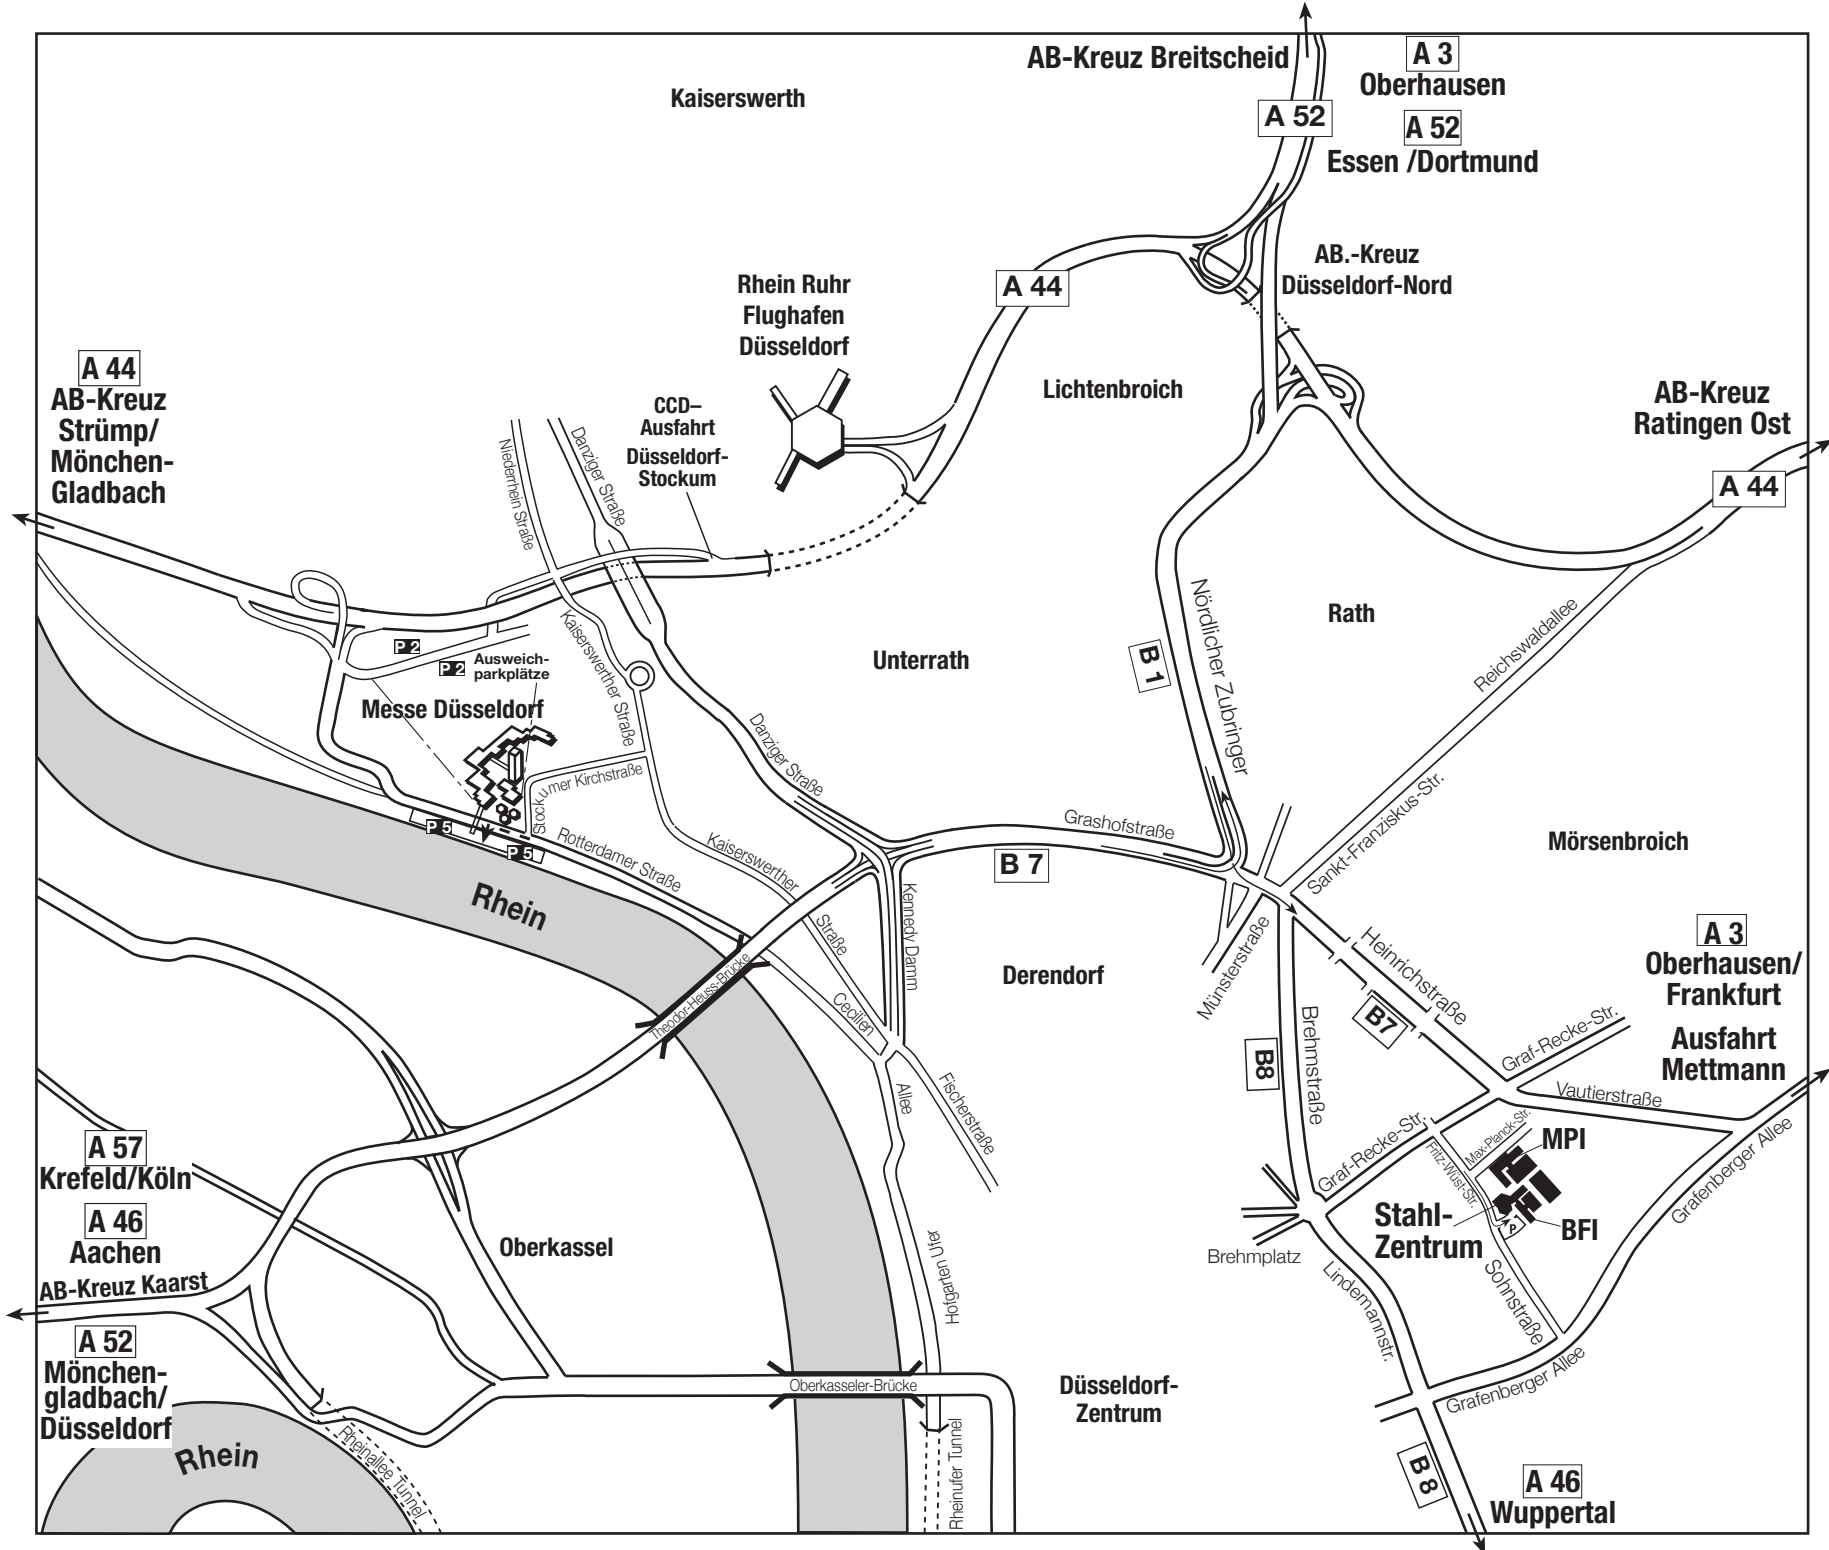 AB-Kreuz Breitscheid
A 3
Oberhausen
A 52
A 52
Essen /Dortmund
Kaiserswerth
AB.-Kreuz
Düsseldorf-Nord
A 44
Rhein Ruhr
Flughafen
Düsseldorf
A 44
AB-Kreuz
Strümp/
Mönchen-
Gladbach
CCD–
Ausfahrt
Düsseldorf-
Stockum
Niederrhein Straße
Danziger Straße
Lichtenbroich
AB-Kreuz
Ratingen Ost
A 44
Nördlicher Zubringer
B 1
Rath
Reichswaldallee
Unterrath
P 2
P 2
Ausweich-
parkplätze
Kaiserswerther Straße
Messe Düsseldorf
Danziger Straße
Stockumer Kirchstraße
P 5
P 5
Rotterdamer Straße
Kaiserswerther
Straße
Grashofstraße
B 7
Sankt-Franziskus-Str.
Mörsenbroich
Rhein
Kennedy Damm
Derendorf
Münsterstraße
Heinrichstraße
B7
A 3
Oberhausen/
Frankfurt
Ausfahrt
Mettmann
Theodor-Heuss-Brücke
Cecilien
Allee
Fischerstraße
B8
Brehmstraße
Graf-Recke-Str.
Vautierstraße
Graf-Recke-Str.
Max-Planck-Str.
Fritz-Wüst-Str.
MPI
Grafenberger Allee
A 57
Krefeld/Köln
A 46
Aachen
AB-Kreuz Kaarst
A 52
Mönchen-
gladbach/
Düsseldorf
Oberkassel
Hofgarten Ufer
Brehmplatz
Stahl-
Zentrum
P
BFI
Lindemannstr.
Sohnstraße
Grafenberger Allee
Oberkasseler-Brücke
Düsseldorf-
Zentrum
Rhein
Rheinallee Tunnel
Rheinufer Tunnel
B 8
A 46
Wuppertal